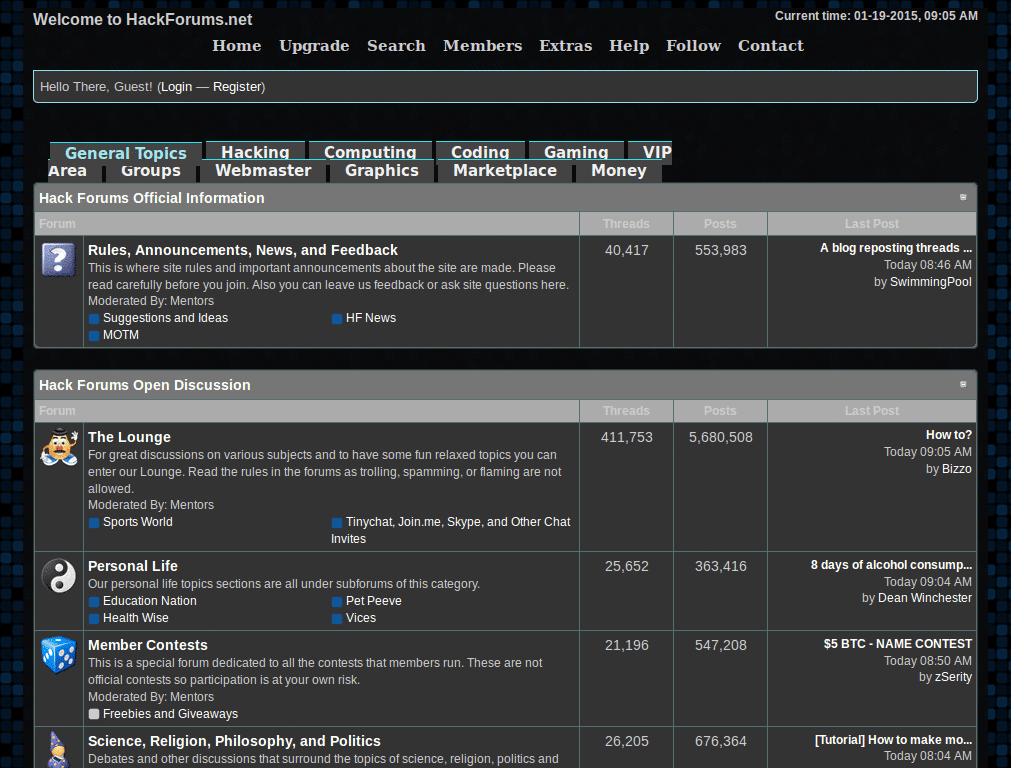 Welcome to HackForums.net
Current time: 01-19-2015, 09:05 AM
Home Upgrade Search Members Extras Help Follow Contact
Hello There, Guest! (Login — Register)
General Topics Hacking Computing Coding Gaming VIP
Area Groups Webmaster Graphics Marketplace Money
Hack Forums Official Information
Forum Threads Posts Last Post
Rules, Announcements, News, and Feedback 40,417 553,983 A blog reposting threads ...
This is where site rules and important announcements about the site are made. Please Today 08:46 AM
read carefully before you join. Also you can leave us feedback or ask site questions here. by SwimmingPool
Moderated By: Mentors
Suggestions and Ideas HF News
MOTM
Hack Forums Open Discussion
Forum Threads Posts Last Post
The Lounge 411,753 5,680,508 How to?
For great discussions on various subjects and to have some fun relaxed topics you can Today 09:05 AM
enter our Lounge. Read the rules in the forums as trolling, spamming, or flaming are not by Bizzo
allowed.
Moderated By: Mentors
Sports World Tinychat, Join.me, Skype, and Other Chat
Invites
Personal Life 25,652 363,416 8 days of alcohol consump...
Our personal life topics sections are all under subforums of this category. Today 09:04 AM
Education Nation Pet Peeve by Dean Winchester
Health Wise Vices
Member Contests 21,196 547,208 $5 BTC - NAME CONTEST
This is a special forum dedicated to all the contests that members run. These are not Today 08:50 AM
official contests so participation is at your own risk. by zSerity
Moderated By: Mentors
Freebies and Giveaways
Science, Religion, Philosophy, and Politics 26,205 676,364 [Tutorial] How to make mo...
Debates and other discussions that surround the topics of science, religion, politics and Today 08:04 AM